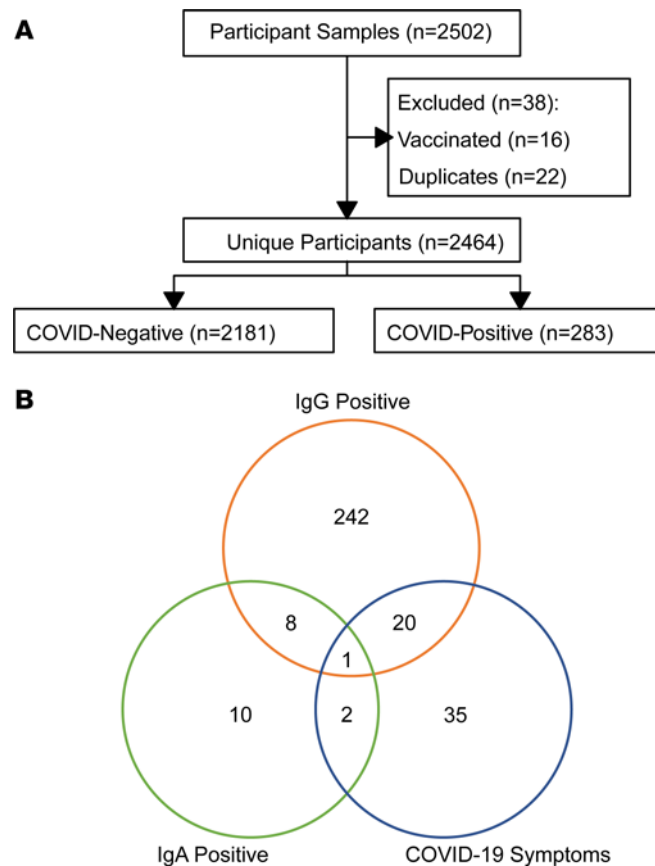 A
Participant Samples (n=2502)
Excluded (n=38):
Vaccinated (n=16)
Duplicates (n=22)
Unique Participants (n=2464)
COVID-Negative (n=2181)
COVID-Positive (n=283)
B
IgG Positive
242
8
20
1
10
2
35
IgA Positive
COVID-19 Symptoms